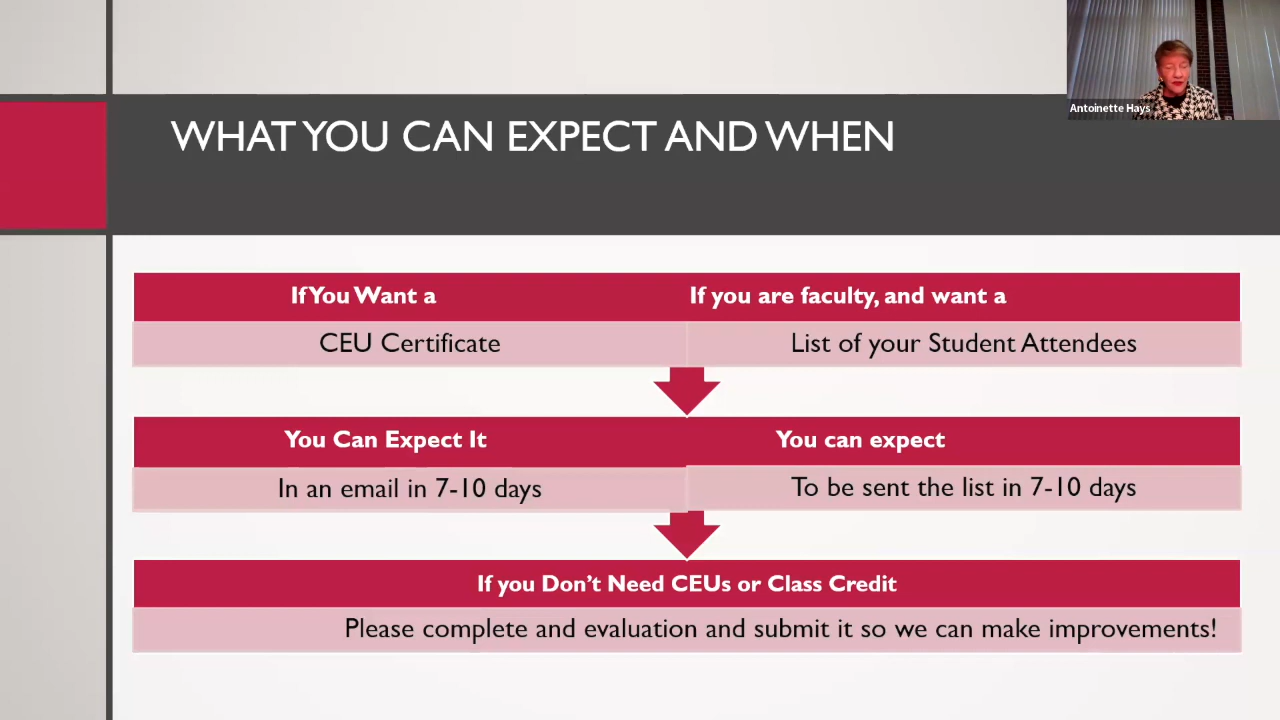 Antoinette Hays
WHAT YOU CAN EXPECT AND WHEN
If You Want a
If you are faculty, and want a
CEU Certificate
List of your Student Attendees
You Can Expect It
You can expect
In an email in 7-10 days
To be sent the list in 7-10 days
If you Don't Need CEUs or Class Credit
Please complete and evaluation and submit it so we can make improvements!